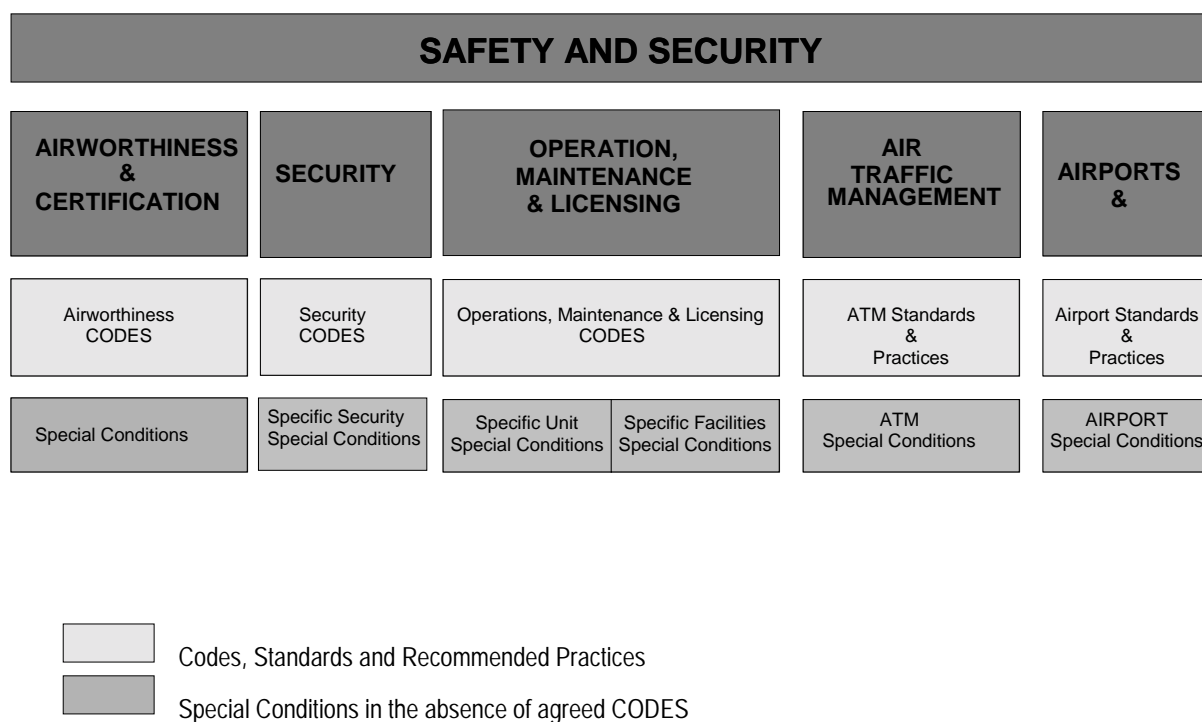 SAFETY AND SECURITY
AIRWORTHINESS
&
CERTIFICATION
SECURITY
OPERATION,
MAINTENANCE
& LICENSING
AIR
TRAFFIC
MANAGEMENT
AIRPORTS
&
Airworthiness
CODES
Security
CODES
Operations, Maintenance & Licensing
CODES
ATM Standards
&
Practices
Airport Standards
&
Practices
Special Conditions
Specific Security
Special Conditions
Specific Unit
Special Conditions
Specific Facilities
Special Conditions
ATM
Special Conditions
AIRPORT
Special Conditions
Codes, Standards and Recommended Practices
Special Conditions in the absence of agreed CODES